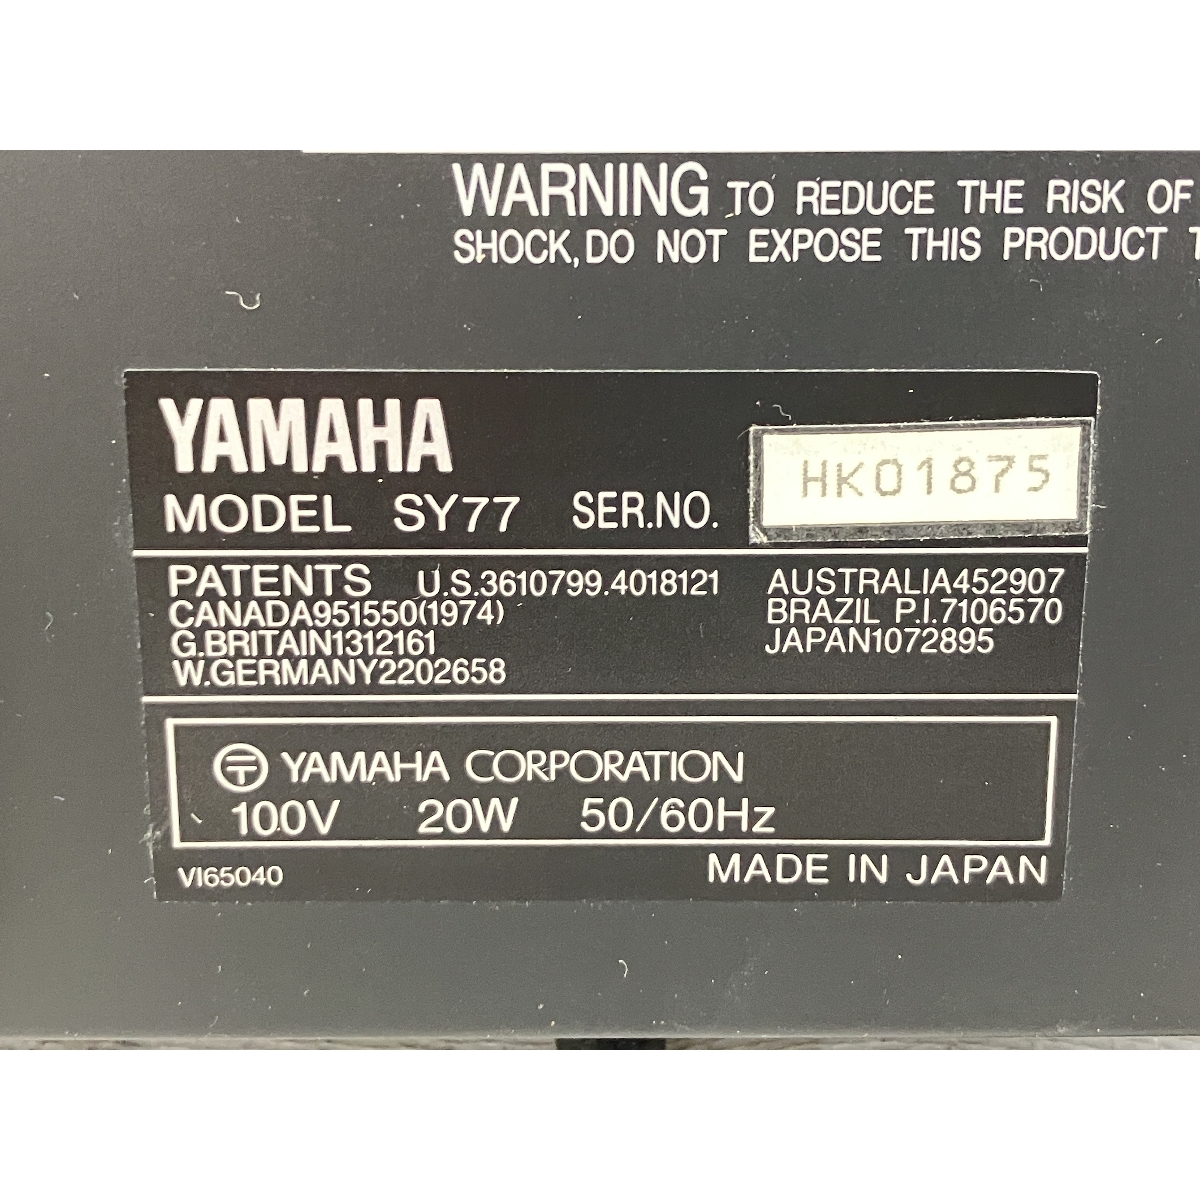 WARNING TO REDUCE THE RISK OF
SHOCK, DO NOT EXPOSE THIS PRODUCT T
YAMAHA
MODEL SY77 SER.NO. HK01875
PATENTS U.S.3610799.4018121 AUSTRALIA452907
CANADA951550(1974) BRAZIL P.I.7106570
G.BRITAIN1312161 JAPAN1072895
W.GERMANY2202658
YAMAHA CORPORATION
100V 20W 50/60Hz
VI65040 MADE IN JAPAN